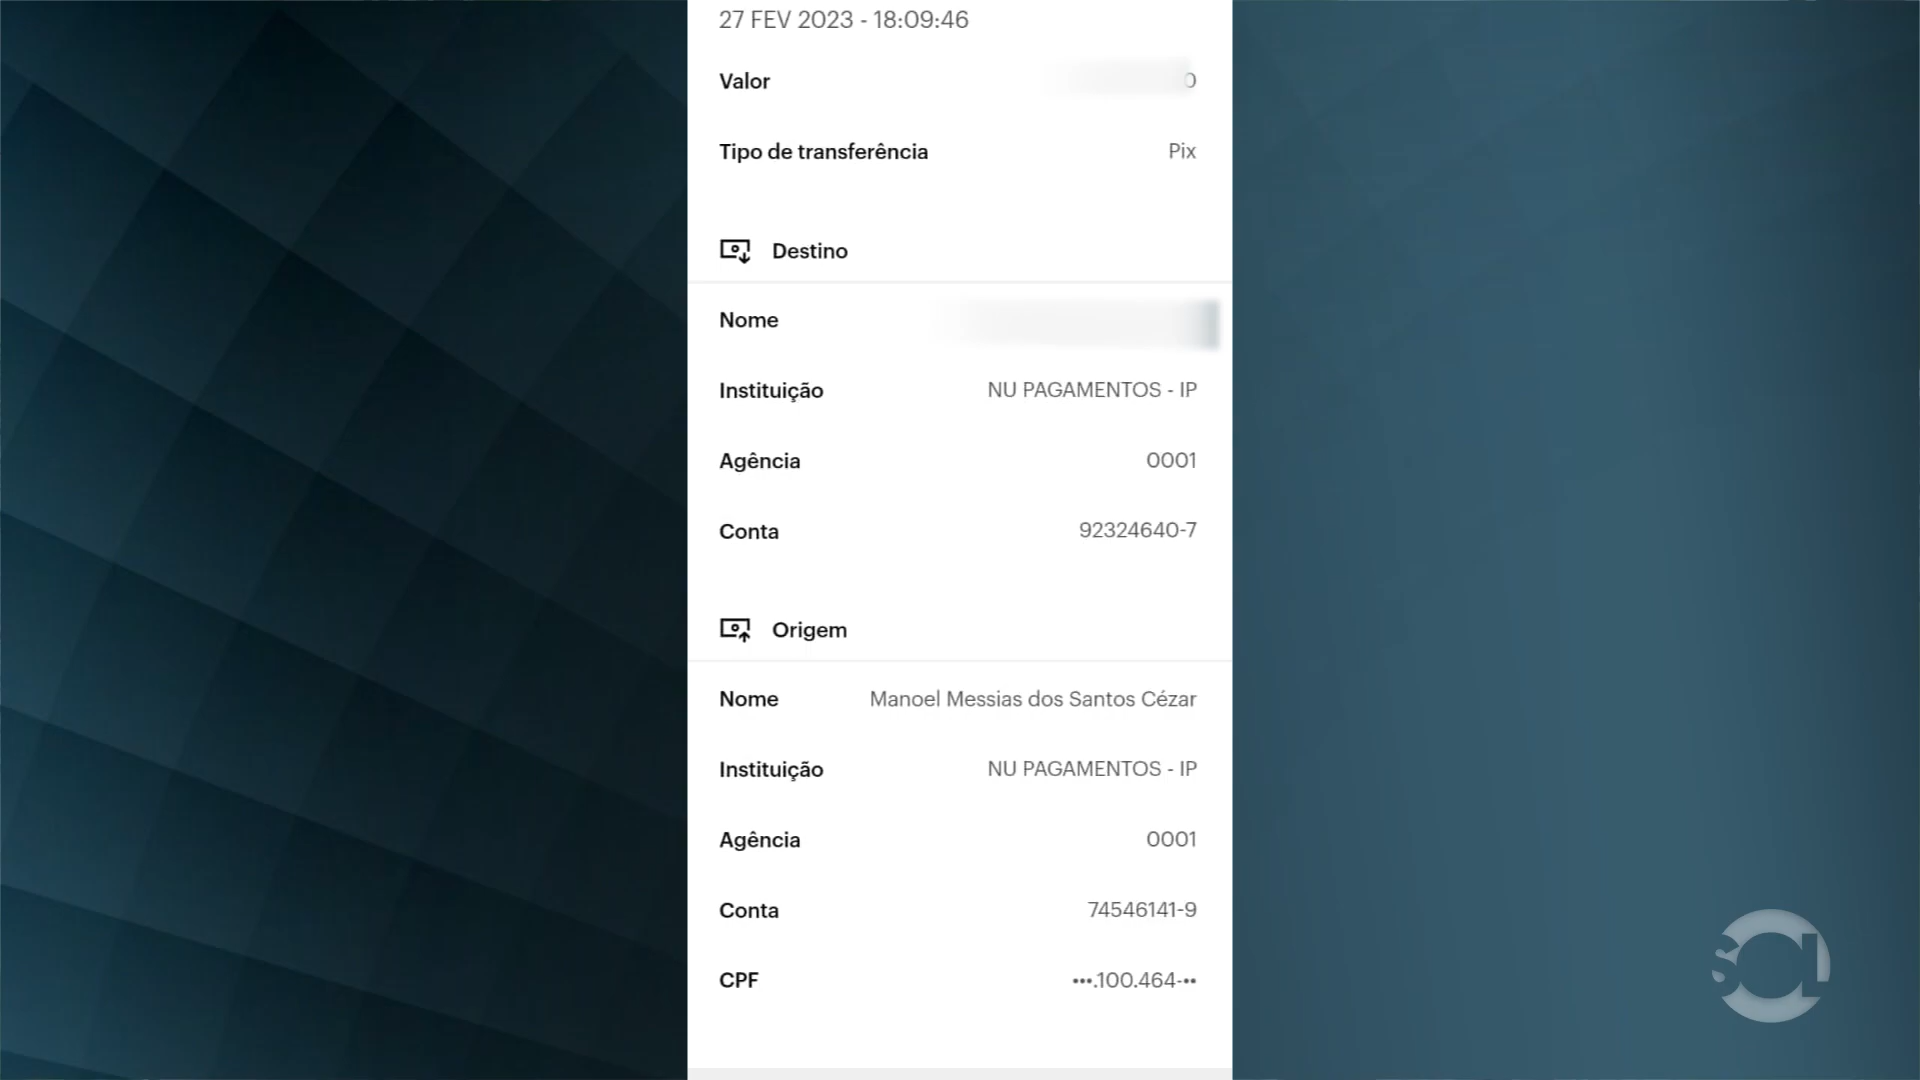 27 FEV 2023 - 18:09:46
Valor 0
Tipo de transferência Pix
Destino
Nome
Instituição NU PAGAMENTOS - IP
Agência 0001
Conta 92324640-7
Origem
Nome Manoel Messias dos Santos Cézar
Instituição NU PAGAMENTOS - IP
Agência 0001
Conta 74546141-9
CPF •••.100.464-••
SOL